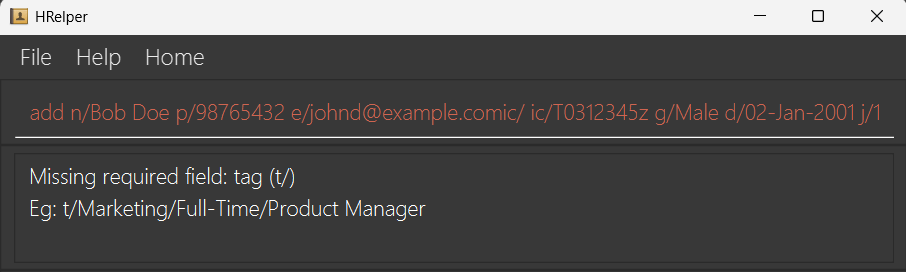 HRelper
File Help Home
add n/Bob Doe p/98765432 e/johnd@example.comic/ ic/T0312345z g/Male d/02-Jan-2001 j/1
Missing required field: tag (t/)
Eg: t/Marketing/Full-Time/Product Manager